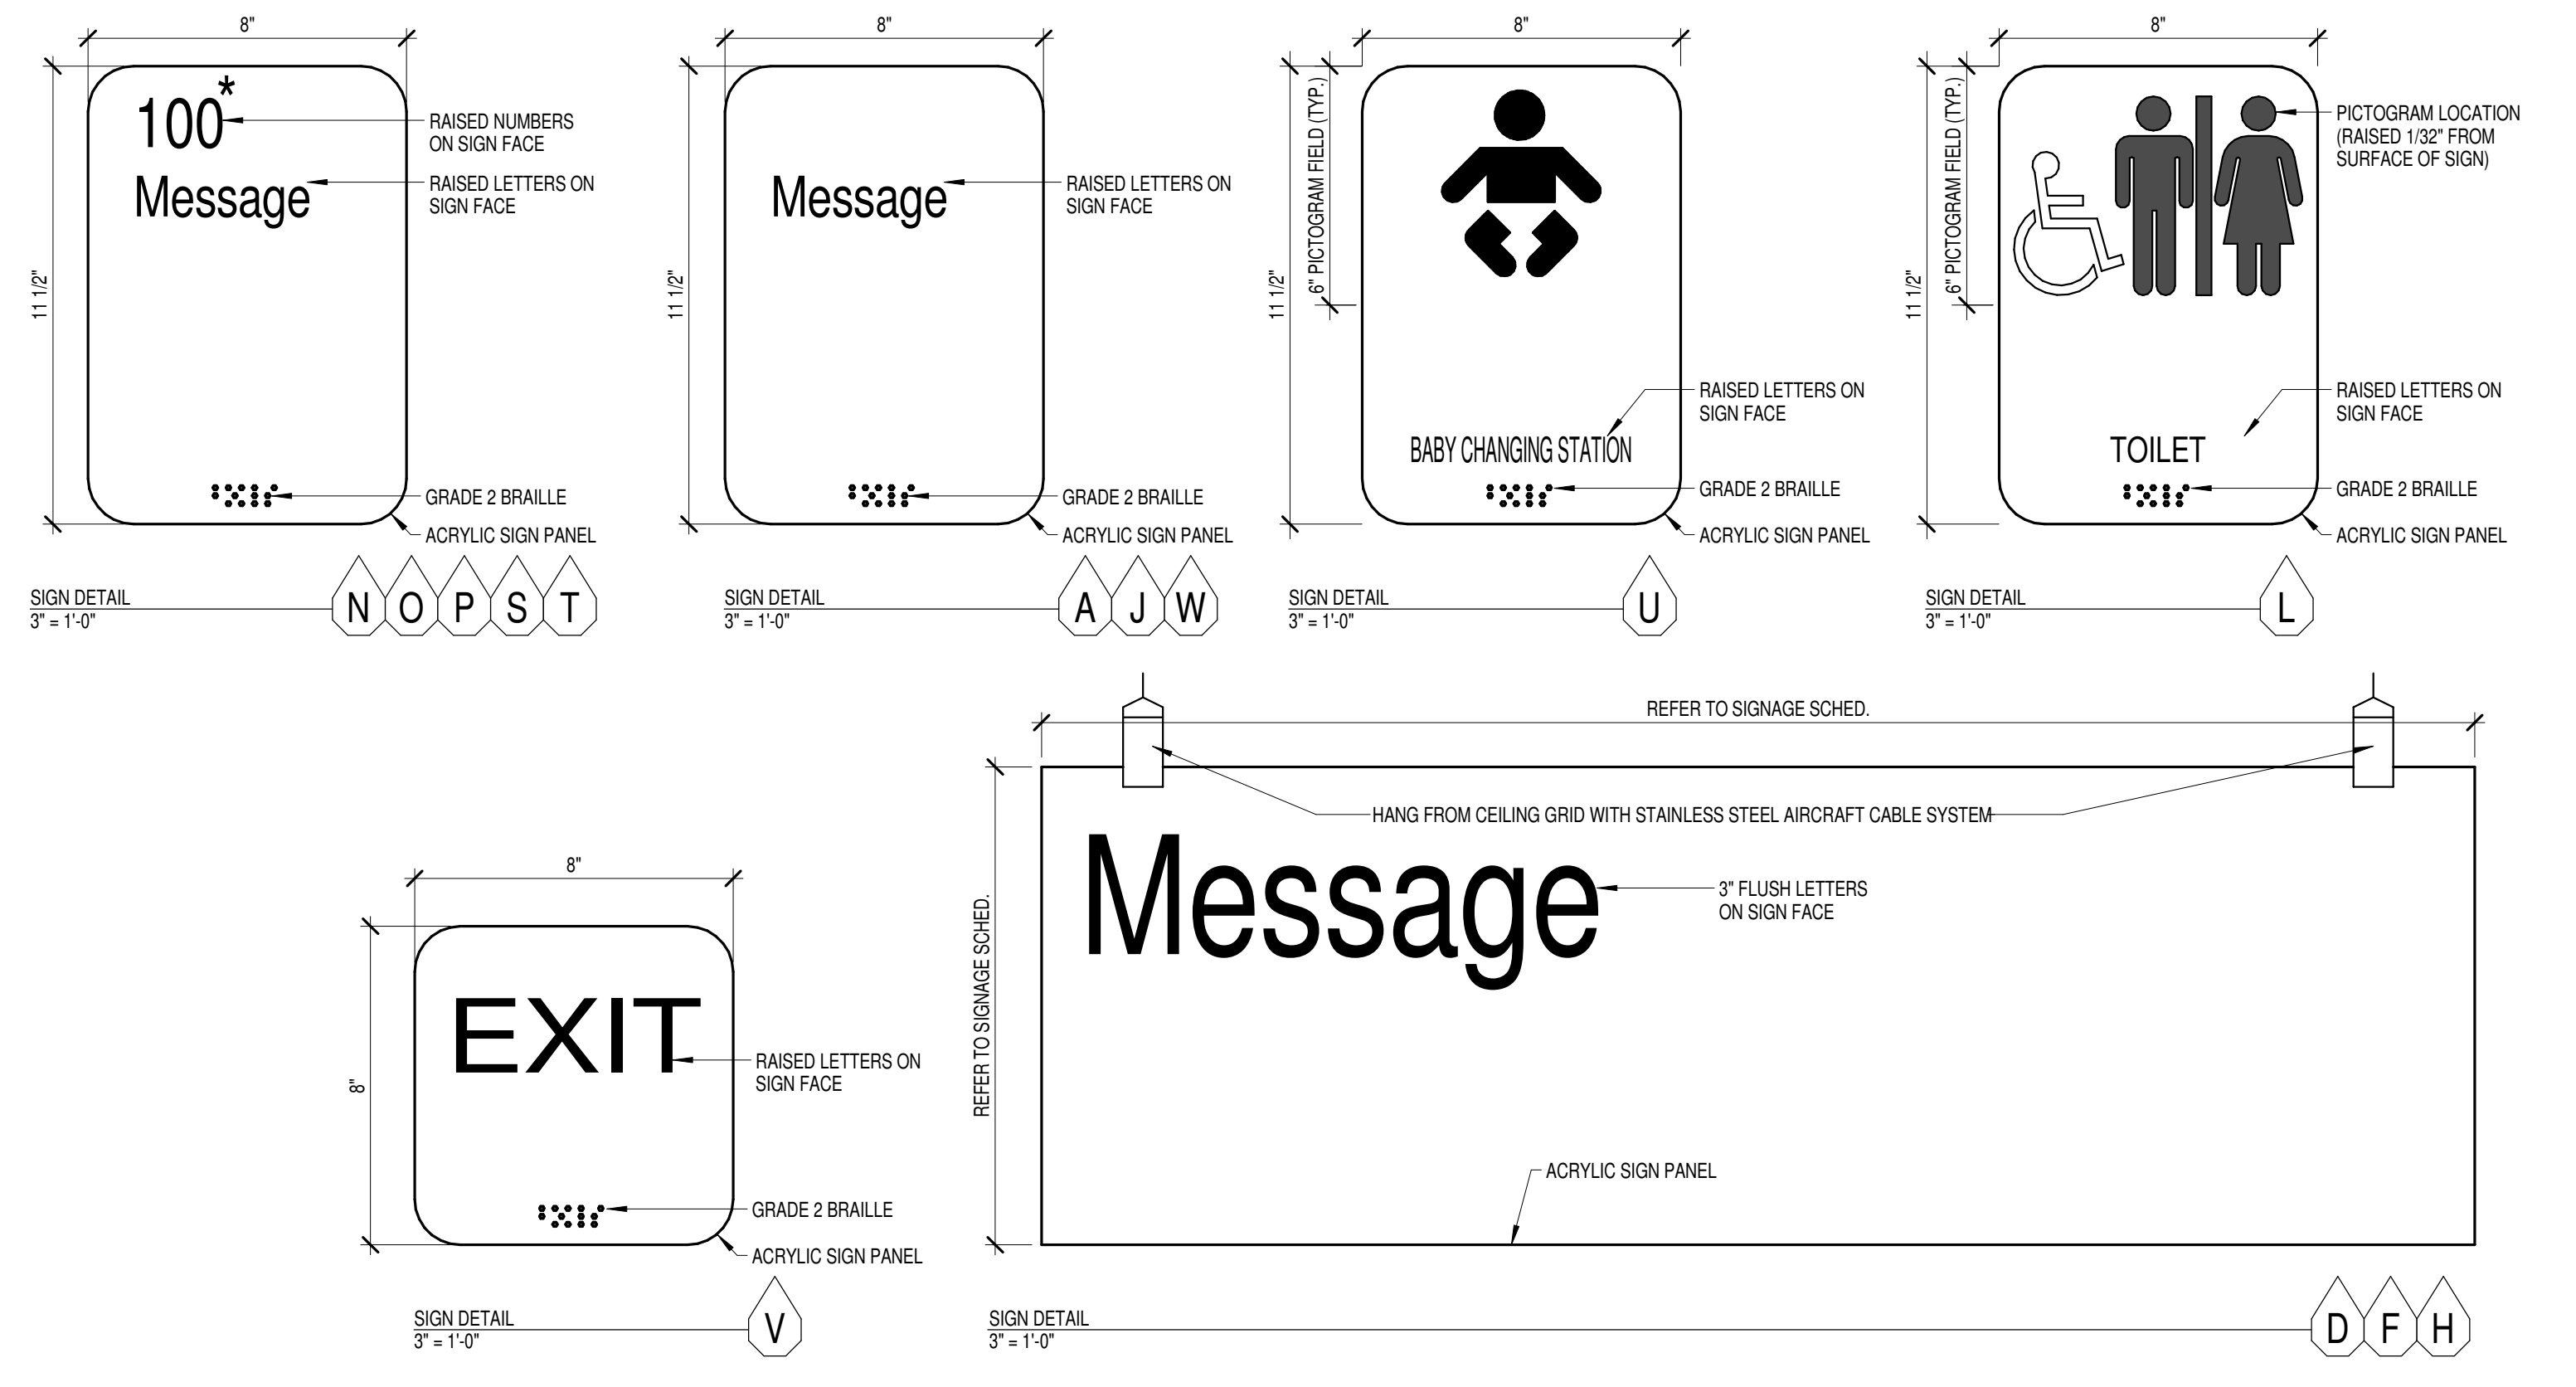 8"
11 1/2"
100*
Message
RAISED NUMBERS
ON SIGN FACE
RAISED LETTERS ON
SIGN FACE
GRADE 2 BRAILLE
ACRYLIC SIGN PANEL
SIGN DETAIL
3" = 1'-0"
N O P S T
8"
11 1/2"
Message
RAISED LETTERS ON
SIGN FACE
GRADE 2 BRAILLE
ACRYLIC SIGN PANEL
SIGN DETAIL
3" = 1'-0"
A J W
8"
11 1/2"
6" PICTOGRAM FIELD (TYP.)
RAISED LETTERS ON
SIGN FACE
BABY CHANGING STATION
GRADE 2 BRAILLE
ACRYLIC SIGN PANEL
SIGN DETAIL
3" = 1'-0"
U
8"
11 1/2"
6" PICTOGRAM FIELD (TYP.)
PICTOGRAM LOCATION
(RAISED 1/32" FROM
SURFACE OF SIGN)
RAISED LETTERS ON
SIGN FACE
TOILET
GRADE 2 BRAILLE
ACRYLIC SIGN PANEL
SIGN DETAIL
3" = 1'-0"
L
8"
8"
EXIT
RAISED LETTERS ON
SIGN FACE
GRADE 2 BRAILLE
ACRYLIC SIGN PANEL
SIGN DETAIL
3" = 1'-0"
V
REFER TO SIGNAGE SCHED.
REFER TO SIGNAGE SCHED.
HANG FROM CEILING GRID WITH STAINLESS STEEL AIRCRAFT CABLE SYSTEM
Message
3" FLUSH LETTERS
ON SIGN FACE
ACRYLIC SIGN PANEL
SIGN DETAIL
3" = 1'-0"
D F H